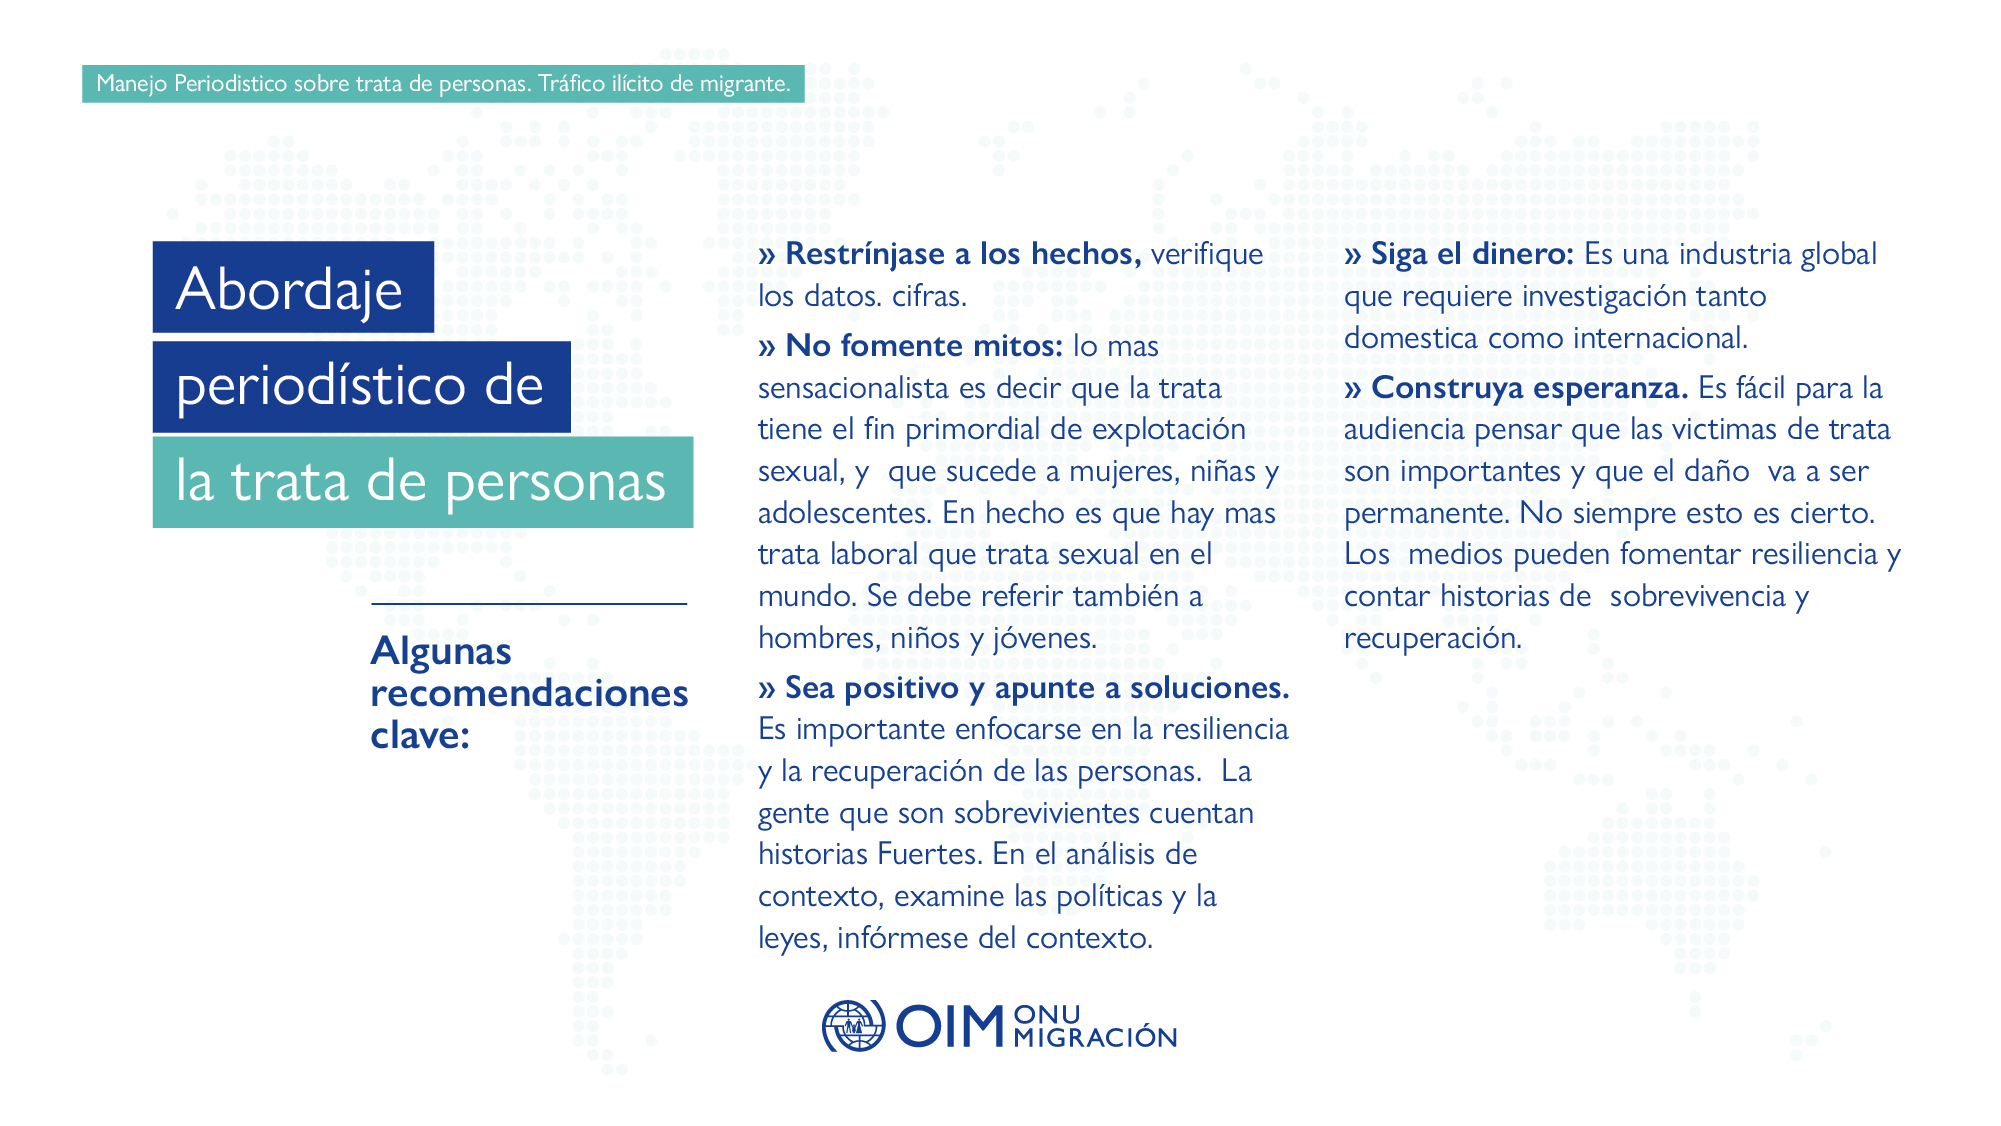 Manejo Periodistico sobre trata de personas. Tráfico ilícito de migrante.
Abordaje
periodístico de
la trata de personas
Algunas
recomendaciones
clave:
» Restrínjase a los hechos, verifique
los datos. cifras.
» No fomente mitos: lo mas
sensacionalista es decir que la trata
tiene el fin primordial de explotación
sexual, y  que sucede a mujeres, niñas y
adolescentes. En hecho es que hay mas
trata laboral que trata sexual en el
mundo. Se debe referir también a
hombres, niños y jóvenes.
» Sea positivo y apunte a soluciones.
Es importante enfocarse en la resiliencia
y la recuperación de las personas.  La
gente que son sobrevivientes cuentan
historias Fuertes. En el análisis de
contexto, examine las políticas y la
leyes, infórmese del contexto.
» Siga el dinero: Es una industria global
que requiere investigación tanto
domestica como internacional.
» Construya esperanza. Es fácil para la
audiencia pensar que las victimas de trata
son importantes y que el daño  va a ser
permanente. No siempre esto es cierto.
Los  medios pueden fomentar resiliencia y
contar historias de  sobrevivencia y
recuperación.
OIM ONU
MIGRACIÓN